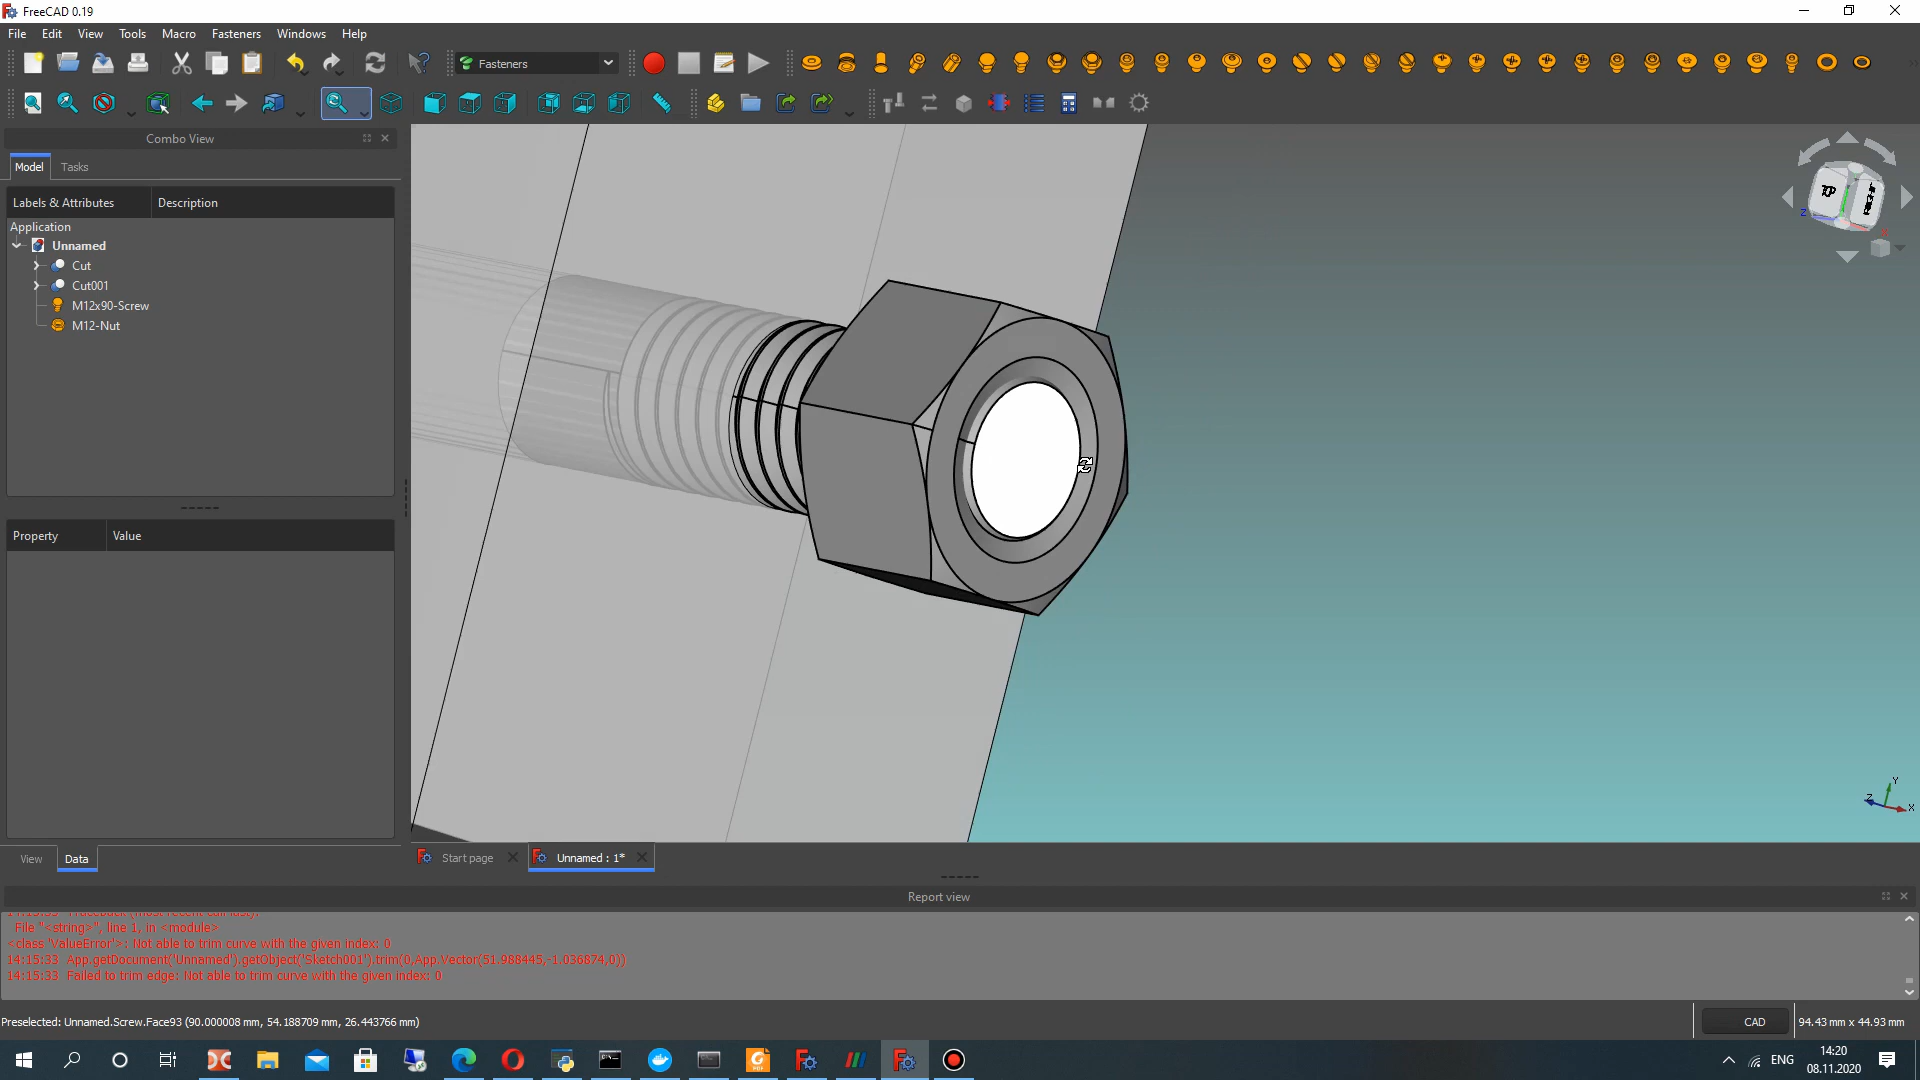 FreeCAD 0.19
File Edit View Tools Macro Fasteners Windows Help
Fasteners
Combo View
Model Tasks
Labels & Attributes Description
Application
Unnamed
Cut
Cut001
M12x90-Screw
M12-Nut
Property Value
View Data
TOP
Z
Y
Z
X
Start page
Unnamed : 1*
Report view
File "<string>", line 1, in <module>
<class 'ValueError'>: Not able to trim curve with the given index: 0
14:15:33 App.getDocument('Unnamed').getObject('Sketch001').trim(0,App.Vector(51.988445,-1.036874,0))
14:15:33 Failed to trim edge: Not able to trim curve with the given index: 0
Preselected: Unnamed.Screw.Face93 (90.000008 mm, 54.188709 mm, 26.443766 mm)
CAD
94.43 mm x 44.93 mm
ENG
14:20
08.11.2020